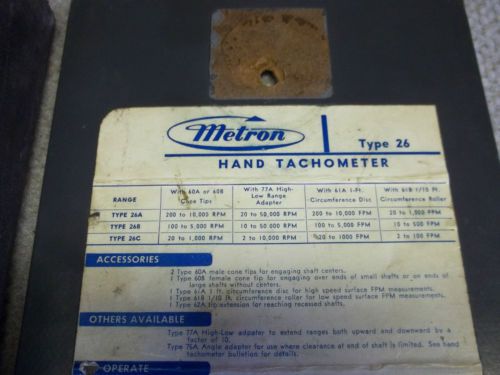 Metron
Type 26
HAND TACHOMETER
RANGE With 60A or 60B Cone Tips With 77A High-Low Range Adapter With 61A 1-Ft. Circumference Disc With 61B 1/10 Ft. Circumference Roller
TYPE 26A 200 to 10,000 RPM 20 to 50,000 RPM 200 to 10,000 FPM 20 to 1,000 FPM
TYPE 26B 100 to 5,000 RPM 10 to 50,000 RPM 100 to 5,000 FPM 10 to 500 FPM
TYPE 26C 20 to 1,000 RPM 2 to 10,000 RPM 20 to 1000 FPM 2 to 100 FPM
ACCESSORIES
2 Type 60A male cone tips for engaging shaft centers.
1 Type 60B female cone tip for engaging over ends of small shafts or on ends of
large shafts without centers.
1 Type 61A 1 ft. circumference disc for high speed surface FPM measurements.
1 Type 61B 1/10 ft. circumference roller for low speed surface FPM measurements.
1 Type 62A tip extension for reaching recessed shafts.
OTHERS AVAILABLE
Type 77A High-Low adapter to extend ranges both upward and downward by a
factor of 10.
Type 76A Angle adapter for use where clearance at end of shaft is limited. See hand
tachometer bulletion for details.
OPERATE